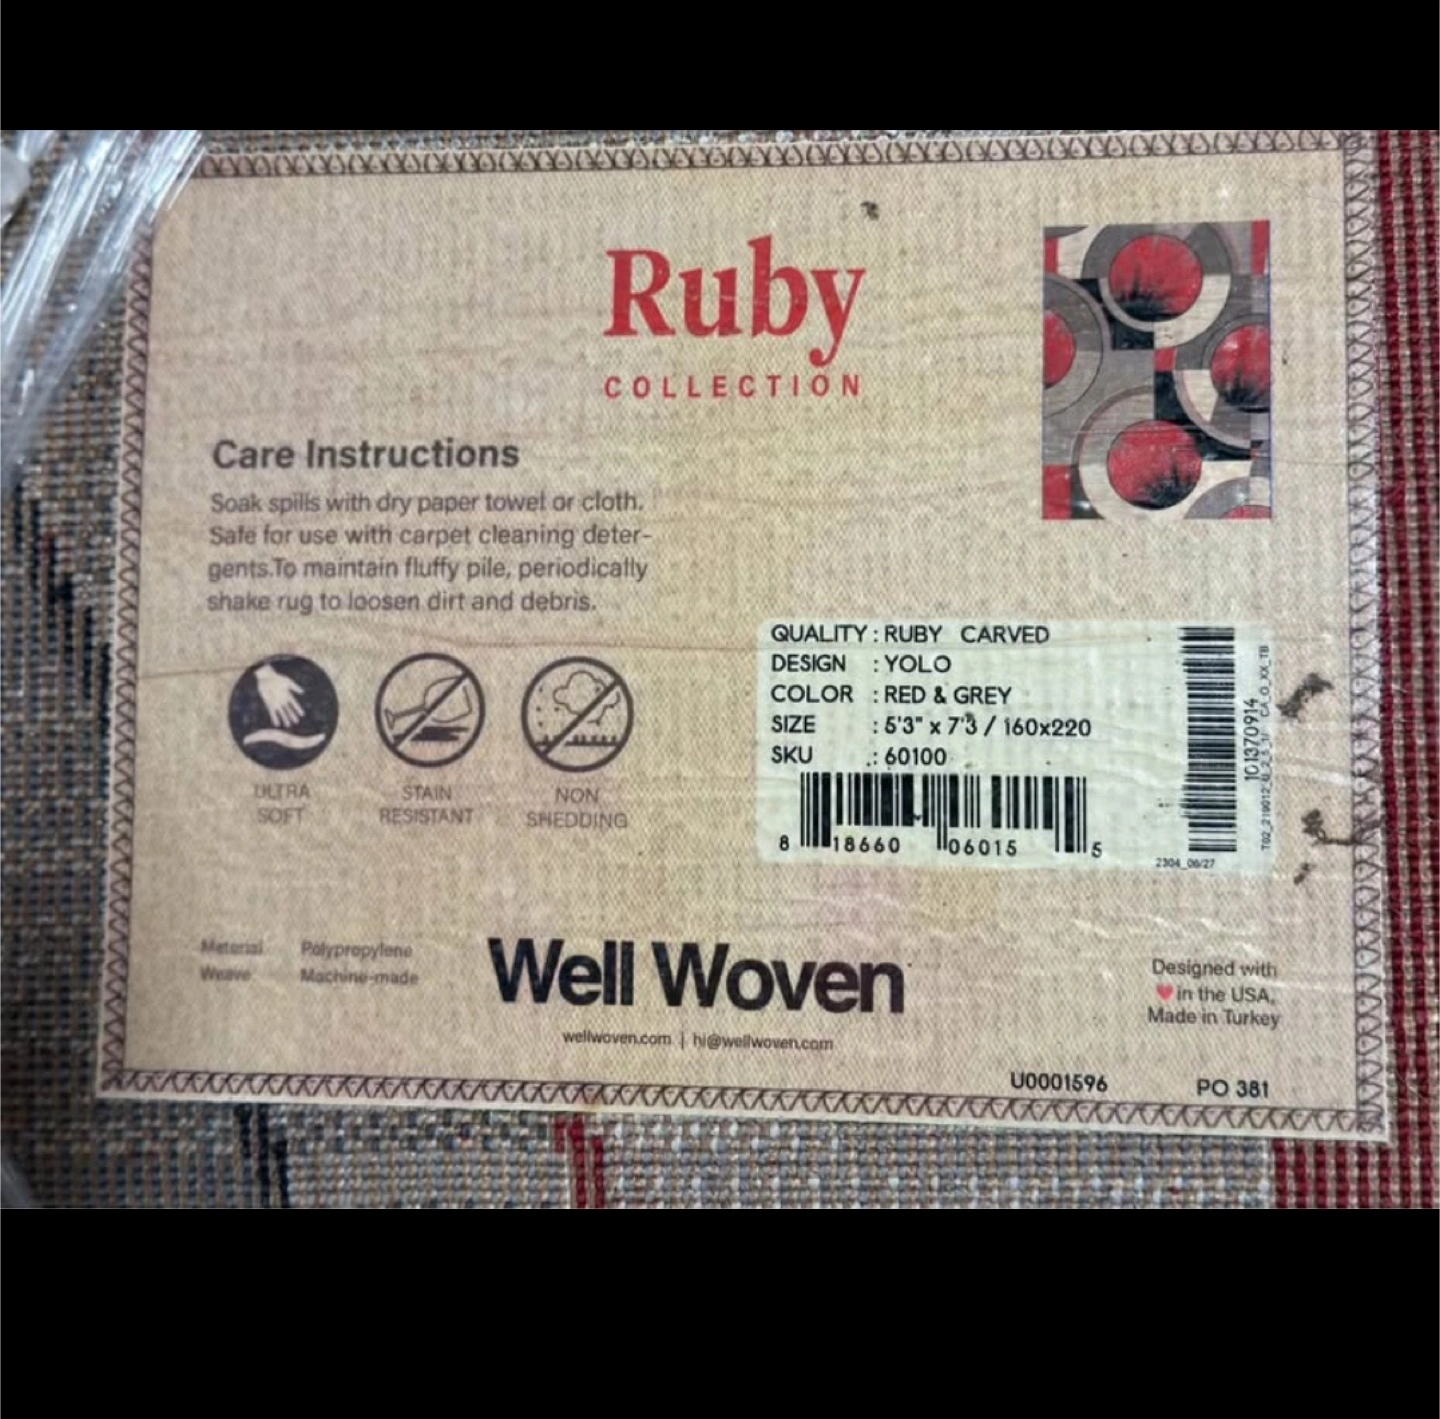 Ruby
COLLECTION
Care Instructions
Soak spills with dry paper towel or cloth.
Safe for use with carpet cleaning deter-
gents.To maintain fluffy pile, periodically
shake rug to loosen dirt and debris.
ULTRA
SOFT
STAIN
RESISTANT
NON
SHEDDING
QUALITY : RUBY CARVED
DESIGN : YOLO
COLOR : RED & GREY
SIZE : 5'3" x 7'3 / 160x220
SKU : 60100
8 18660 06015 5
101370914
2304_06/27
Material Polypropylene
Weave Machine-made
Well Woven
wellwoven.com | hi@wellwoven.com
Designed with
♥ in the USA,
Made in Turkey
U0001596 PO 381